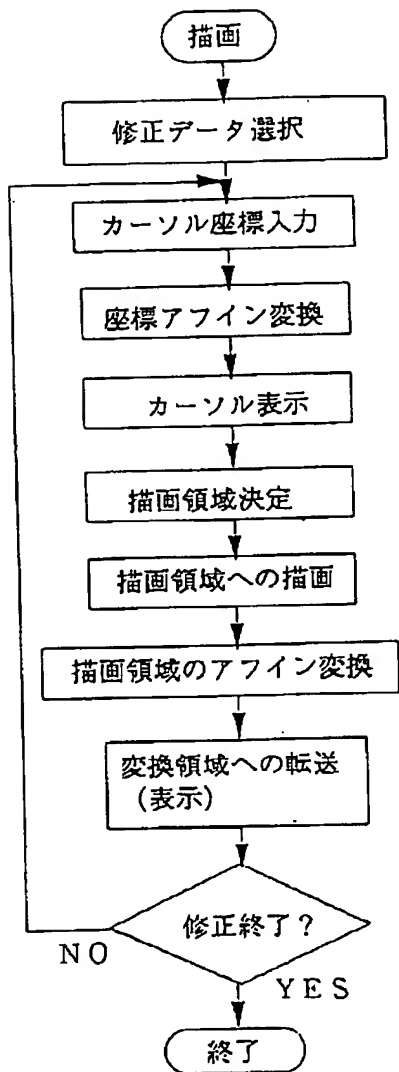 描画
修正データ選択
カーソル座標入力
座標アフイン変換
カーソル表示
描画領域決定
描画領域への描画
描画領域のアフイン変換
変換領域への転送
(表示)
修正終了?
NO
YES
終了